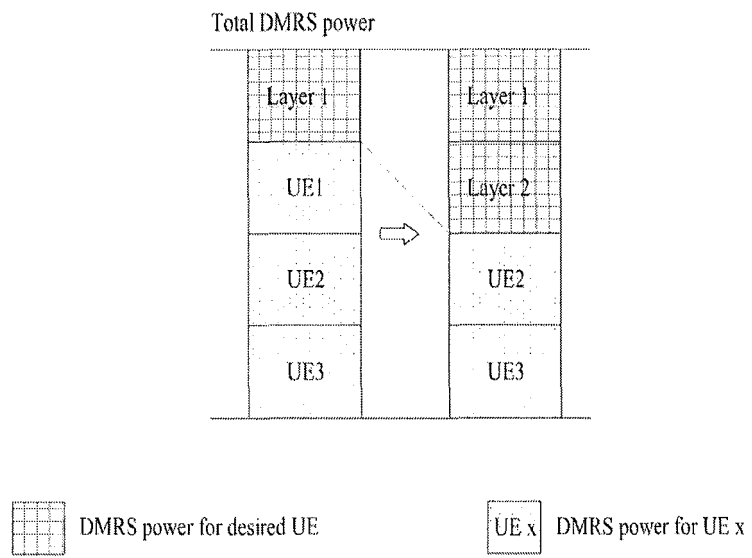 Total DMRS power
Layer 1 Layer 1
UE1 Layer 2
UE2 UE2
UE3 UE3
DMRS power for desired UE
UE x DMRS power for UE x